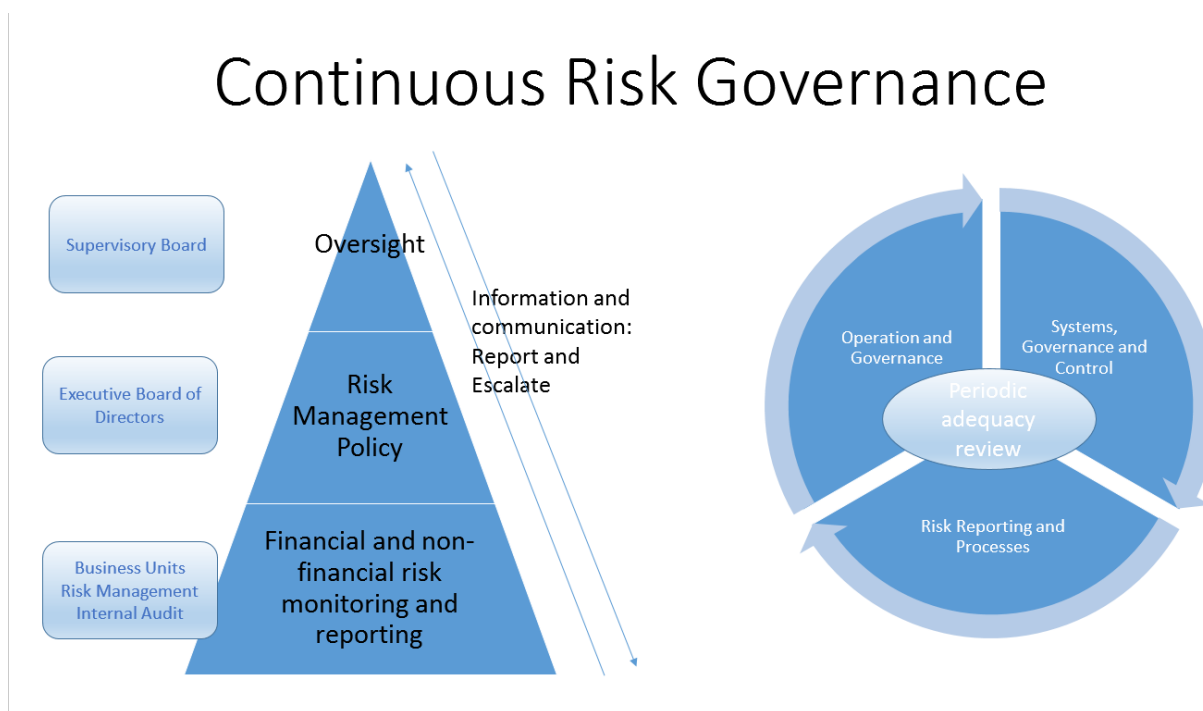 Continuous Risk Governance
Supervisory Board
Oversight
Information and
communication:
Report and
Escalate
Executive Board of
Directors
Risk
Management
Policy
Business Units
Risk Management
Internal Audit
Financial and non-
financial risk
monitoring and
reporting
Operation and
Governance
Systems,
Governance and
Control
Periodic
adequacy
review
Risk Reporting and
Processes